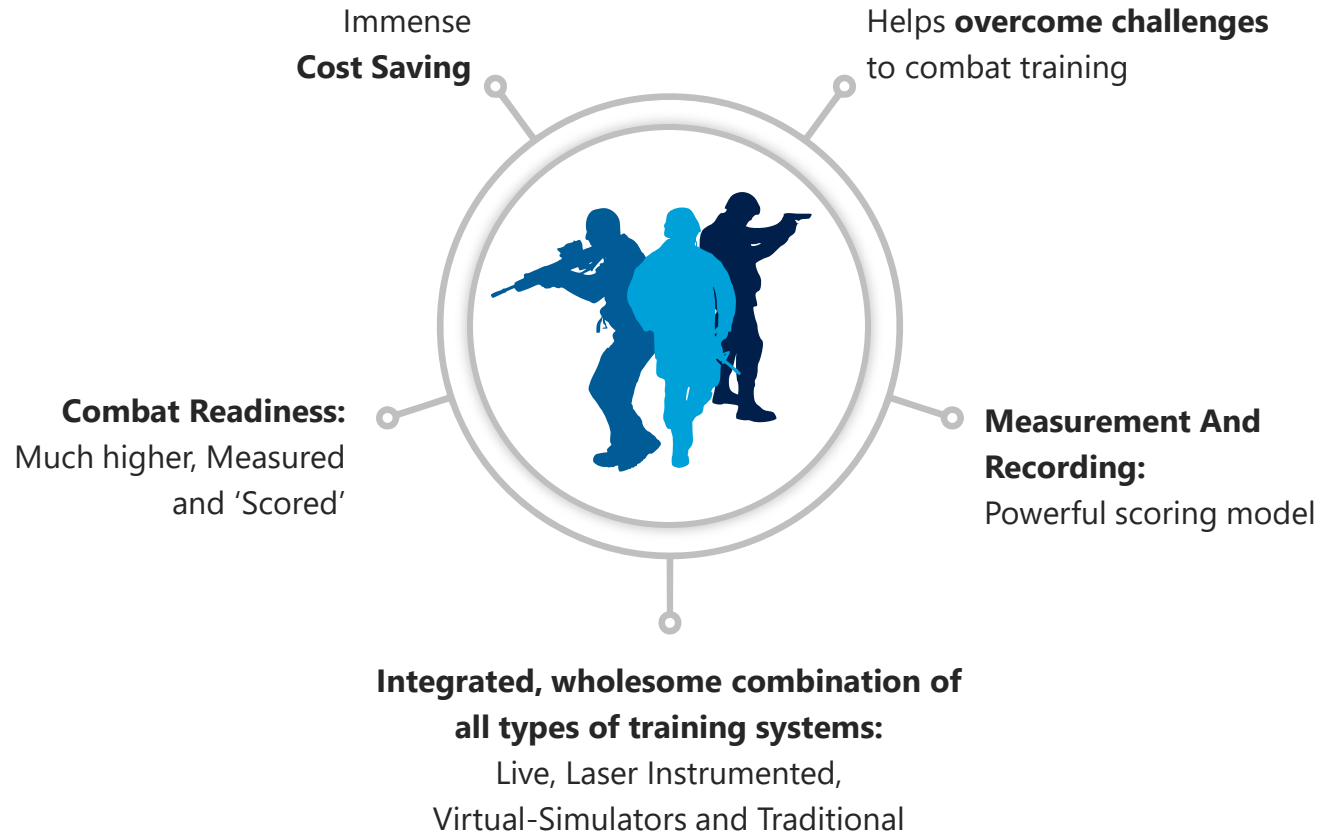 Immense
Cost Saving
Helps overcome challenges
to combat training
Combat Readiness:
Much higher, Measured
and ‘Scored’
Measurement And
Recording:
Powerful scoring model
Integrated, wholesome combination of
all types of training systems:
Live, Laser Instrumented,
Virtual-Simulators and Traditional